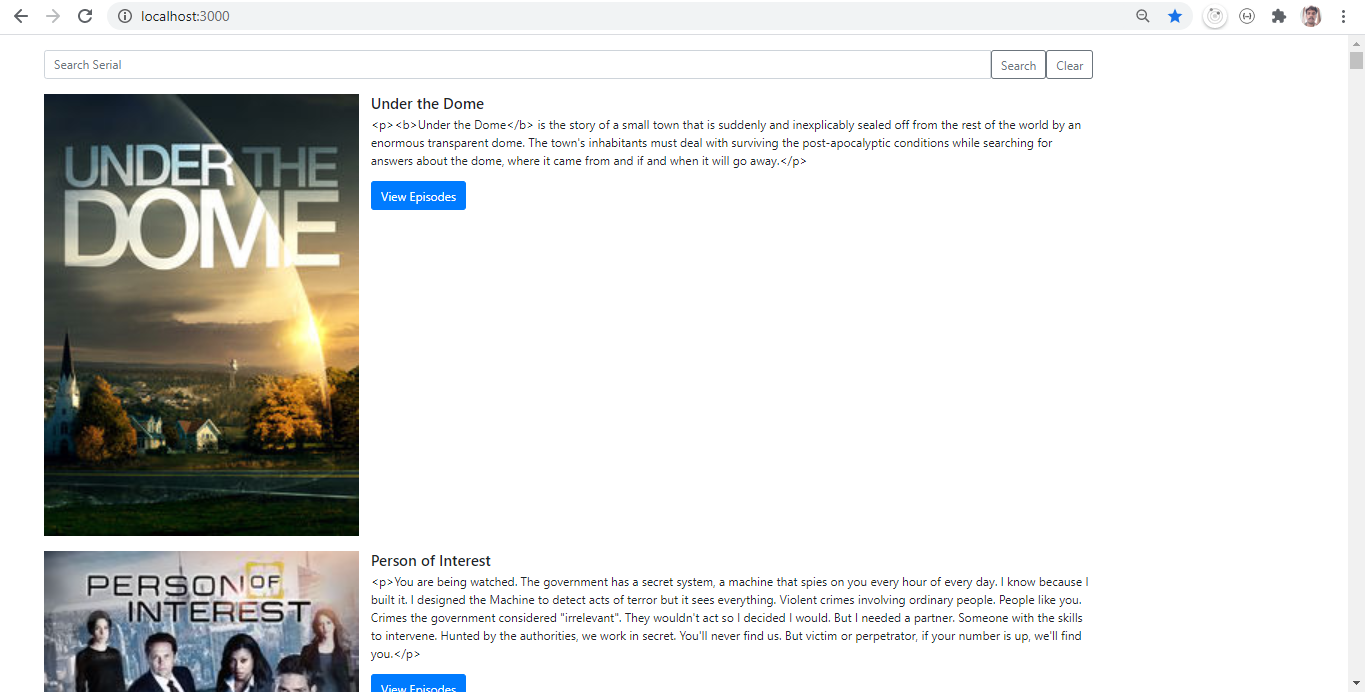 localhost:3000
Search Serial
Search
Clear
UNDER THE
DOME
Under the Dome
<p><b>Under the Dome</b> is the story of a small town that is suddenly and inexplicably sealed off from the rest of the world by an
enormous transparent dome. The town's inhabitants must deal with surviving the post-apocalyptic conditions while searching for
answers about the dome, where it came from and if and when it will go away.</p>
View Episodes
PERSON OF
INTEREST
Person of Interest
<p>You are being watched. The government has a secret system, a machine that spies on you every hour of every day. I know because I
built it. I designed the Machine to detect acts of terror but it sees everything. Violent crimes involving ordinary people. People like you.
Crimes the government considered "irrelevant". They wouldn't act so I decided I would. But I needed a partner. Someone with the skills
to intervene. Hunted by the authorities, we work in secret. You'll never find us. But victim or perpetrator, if your number is up, we'll find
you.</p>
View Episodes